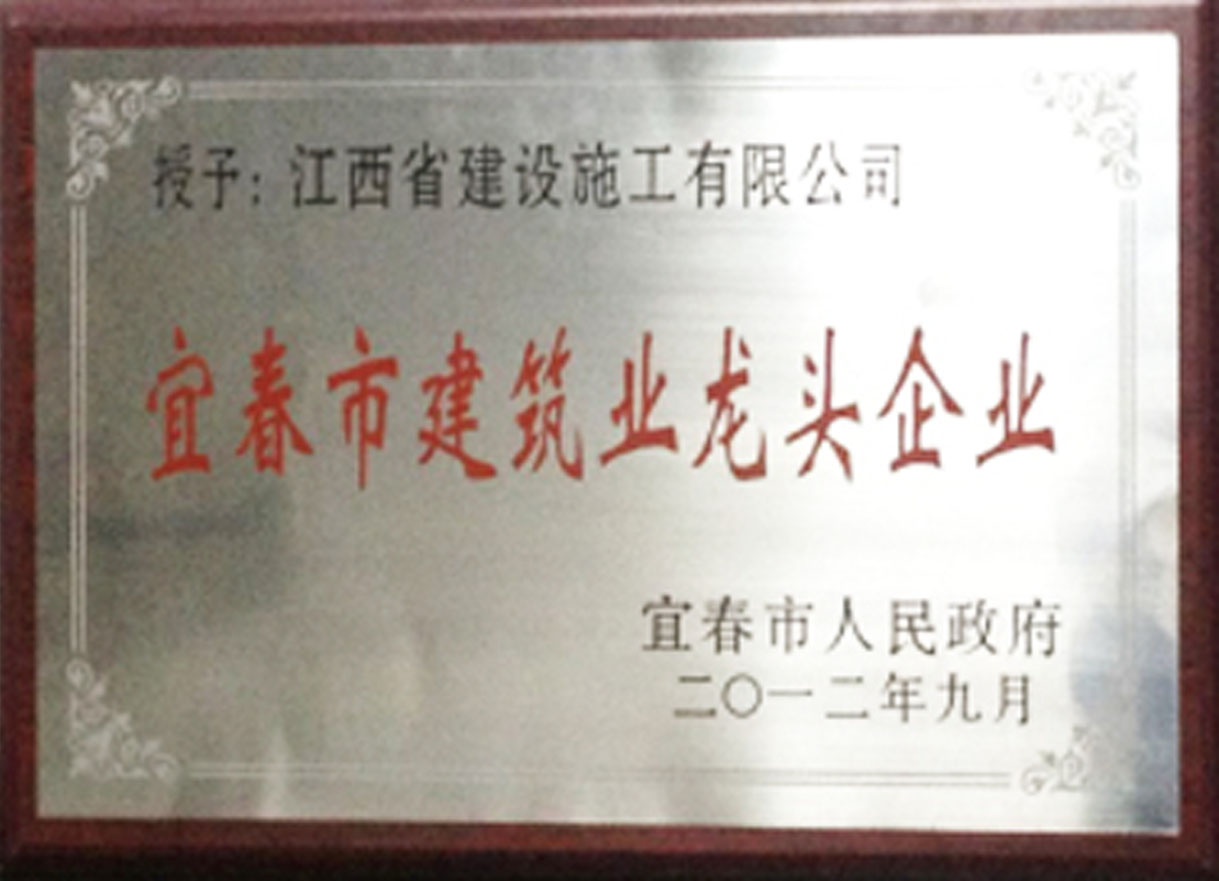 授予：江西省建设施工有限公司
宜春市建筑业龙头企业
宜春市人民政府
二〇一二年九月